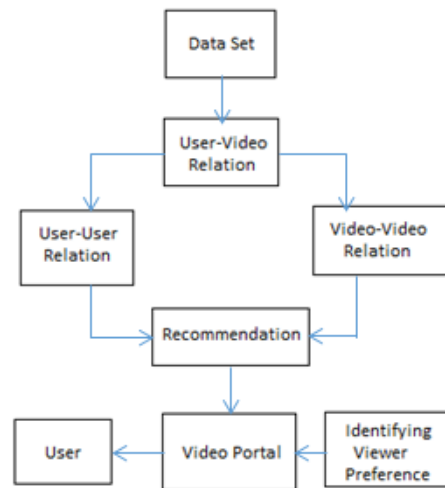 Data Set
User-Video
Relation
User-User
Relation
Video-Video
Relation
Recommendation
User
Video Portal
Identifying
Viewer
Preference